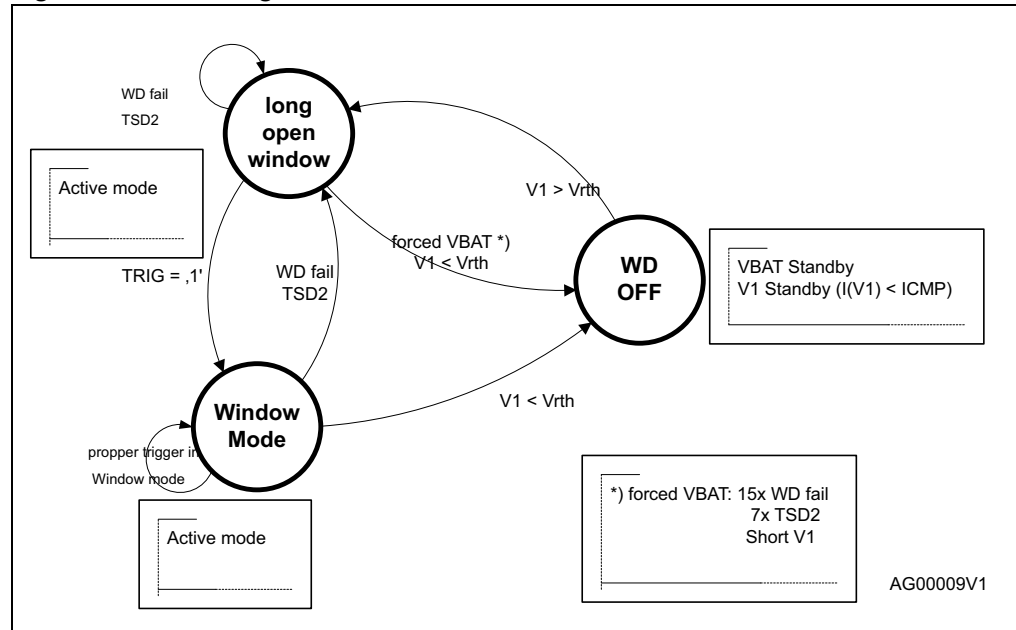 WD fail
TSD2
long
open
window
Active mode
V1 > Vrth
forced VBAT *)
V1 < Vrth
WD
OFF
VBAT Standby
V1 Standby (I(V1) < ICMP)
TRIG = ‚1'
WD fail
TSD2
V1 < Vrth
Window
Mode
propper trigger in
Window mode
Active mode
*) forced VBAT: 15x WD fail
7x TSD2
Short V1
AG00009V1